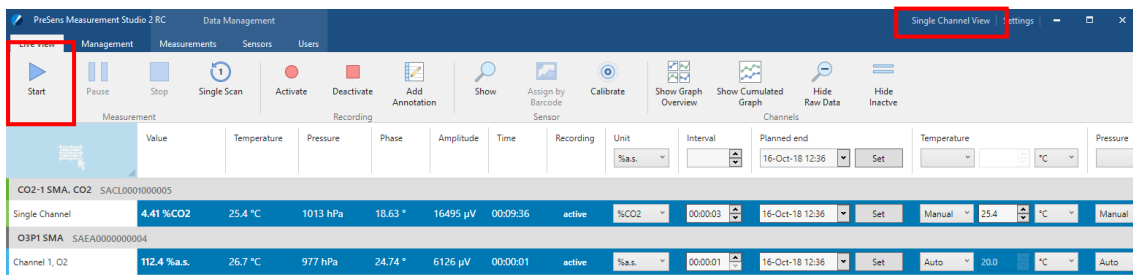 PreSens Measurement Studio 2 RC Data Management Single Channel View Settings
Live View Management Measurements Sensors Users
Start Pause Stop Single Scan Activate Deactivate Add Annotation Show Assign by Barcode Calibrate Show Graph Overview Show Cumulated Graph Hide Raw Data Hide Inactve
Measurement Recording Sensor Channels
Value Temperature Pressure Phase Amplitude Time Recording Unit Interval Planned end Temperature Pressure
%a.s. 16-Oct-18 12:36 Set °C
CO2-1 SMA, CO2 SACL0001000005
Single Channel 4.41 %CO2 25.4 °C 1013 hPa 18.63 ° 16495 µV 00:09:36 active %CO2 00:00:03 16-Oct-18 12:36 Set Manual 25.4 °C Manual
O3P1 SMA SAEA0000000004
Channel 1, O2 112.4 %a.s. 26.7 °C 977 hPa 24.74 ° 6126 µV 00:00:01 active %a.s. 00:00:01 16-Oct-18 12:36 Set Auto 20.0 °C Auto